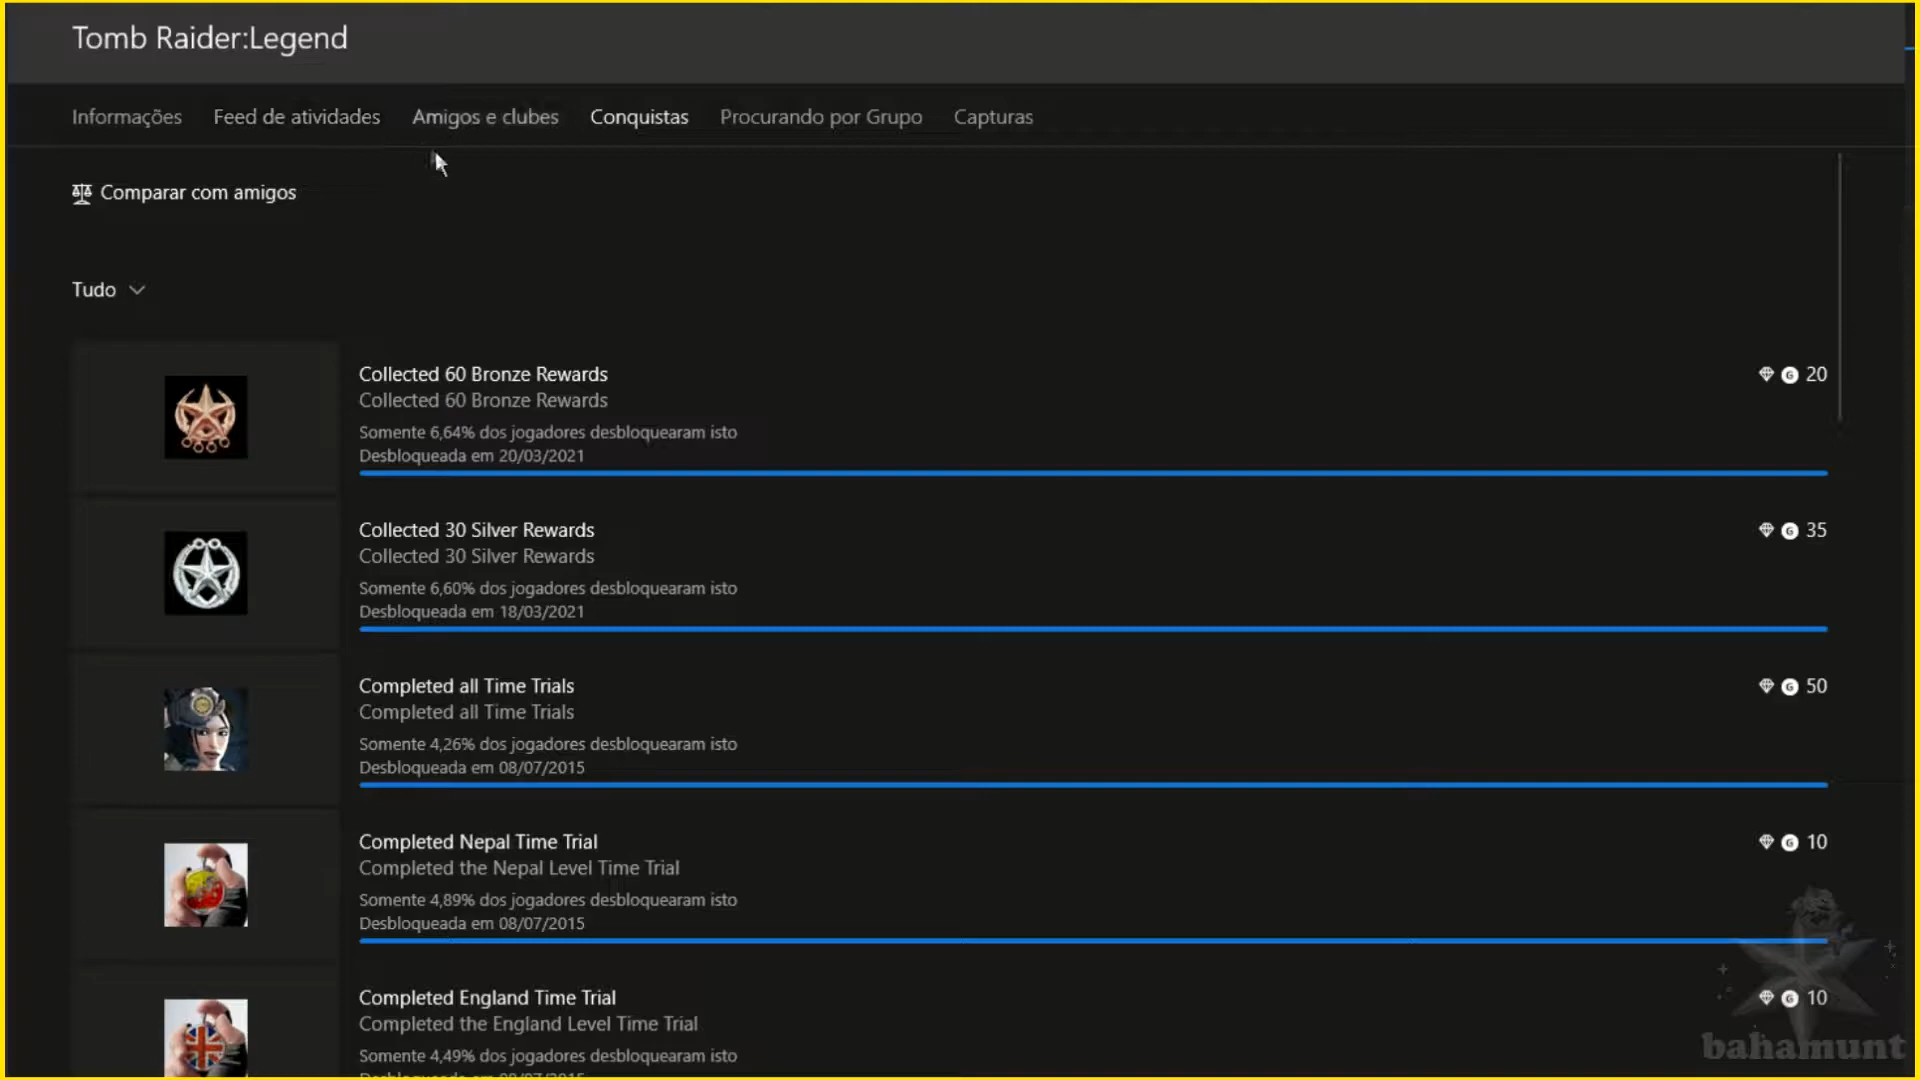 Tomb Raider:Legend
Informações Feed de atividades Amigos e clubes Conquistas Procurando por Grupo Capturas
Comparar com amigos
Tudo
Collected 60 Bronze Rewards G 20
Collected 60 Bronze Rewards
Somente 6,64% dos jogadores desbloquearam isto
Desbloqueada em 20/03/2021
Collected 30 Silver Rewards G 35
Collected 30 Silver Rewards
Somente 6,60% dos jogadores desbloquearam isto
Desbloqueada em 18/03/2021
Completed all Time Trials G 50
Completed all Time Trials
Somente 4,26% dos jogadores desbloquearam isto
Desbloqueada em 08/07/2015
Completed Nepal Time Trial G 10
Completed the Nepal Level Time Trial
Somente 4,89% dos jogadores desbloquearam isto
Desbloqueada em 08/07/2015
Completed England Time Trial G 10
Completed the England Level Time Trial
Somente 4,49% dos jogadores desbloquearam isto
bahamunt